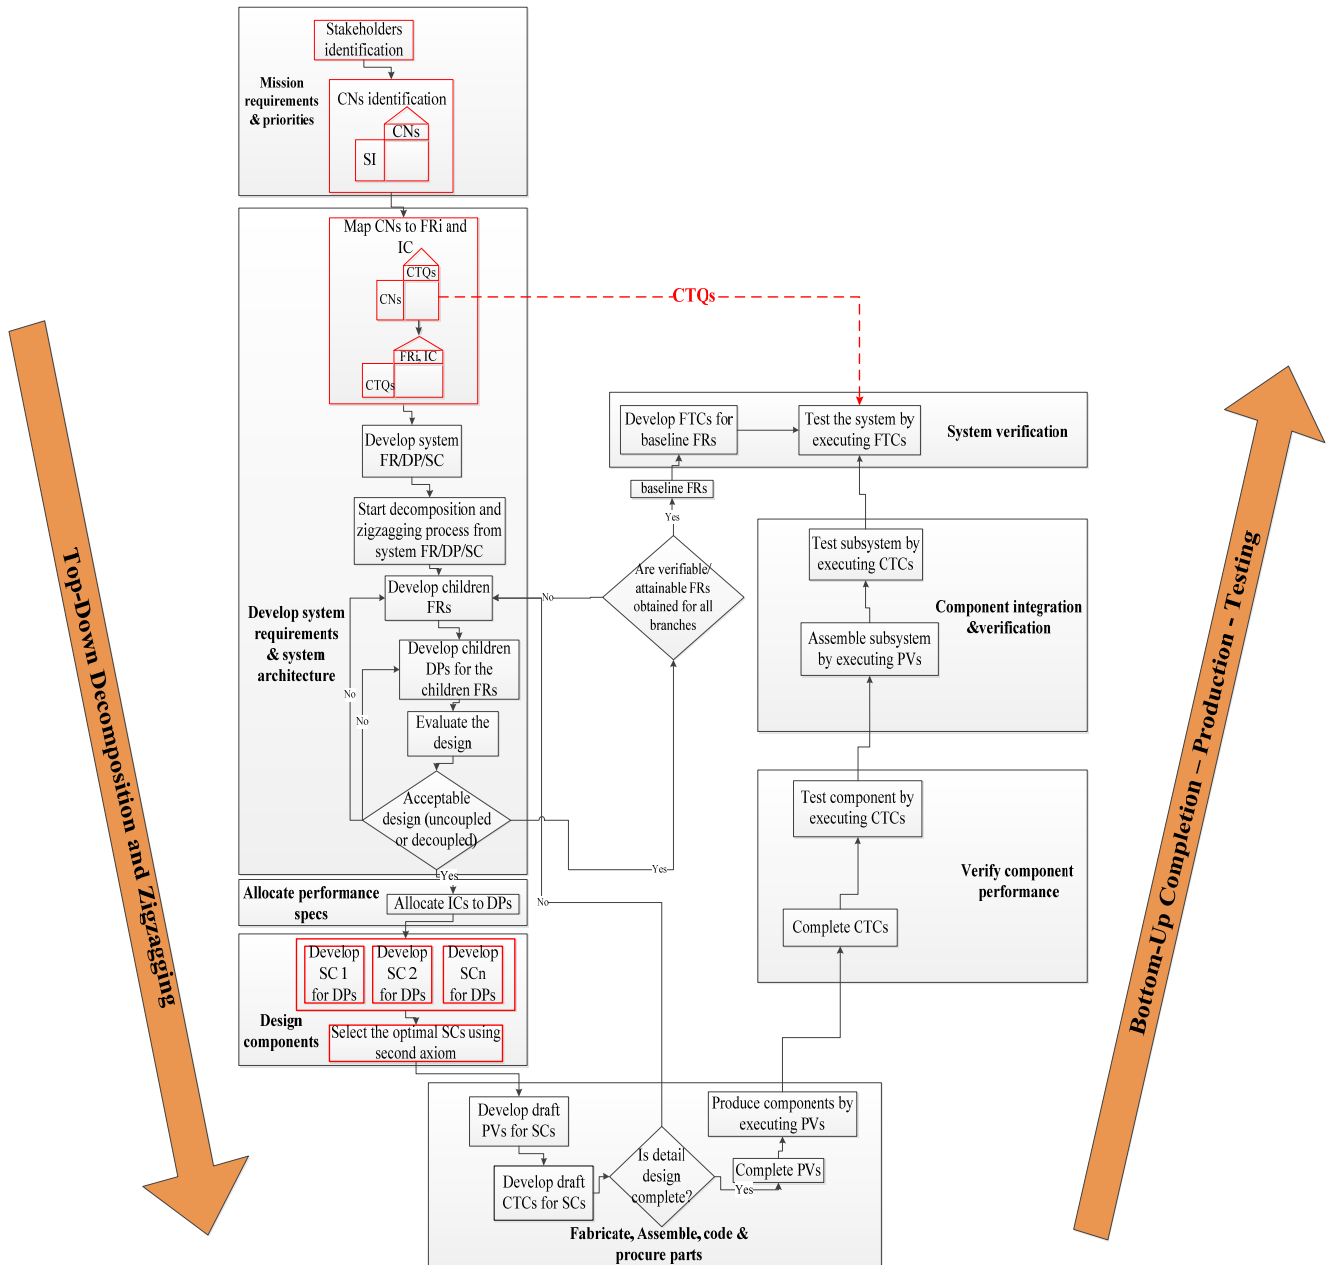 Stakeholders
identification
Mission
requirements
& priorities
CNs identification
CNs
SI
Map CNs to FRi and
IC
CTQs
CNs
CTQs
FRi, IC
CTQs
Develop system
FR/DP/SC
Start decomposition and
zigzagging process from
system FR/DP/SC
Develop children
FRs
No
Develop system
requirements
& system
architecture
Develop children
DPs for the
children FRs
No
No
Evaluate the
design
Acceptable
design (uncoupled
or decoupled)
Yes
Yes
Allocate performance
specs
Allocate ICs to DPs
No
Develop
SC 1
for DPs
Develop
SC 2
for DPs
Develop
SCn
for DPs
Design
components
Select the optimal SCs using
second axiom
Develop draft
PVs for SCs
Develop draft
CTCs for SCs
Is detail
design
complete?
Yes
Complete PVs
Produce components by
executing PVs
Fabricate, Assemble, code &
procure parts
Complete CTCs
Test component by
executing CTCs
Verify component
performance
Assemble subsystem
by executing PVs
Test subsystem by
executing CTCs
Component integration
&verification
Are verifiable/
attainable FRs
obtained for all
branches
Yes
baseline FRs
Develop FTCs for
baseline FRs
Test the system by
executing FTCs
System verification
Top-Down Decomposition and Zigzagging
Bottom-Up Completion – Production - Testing